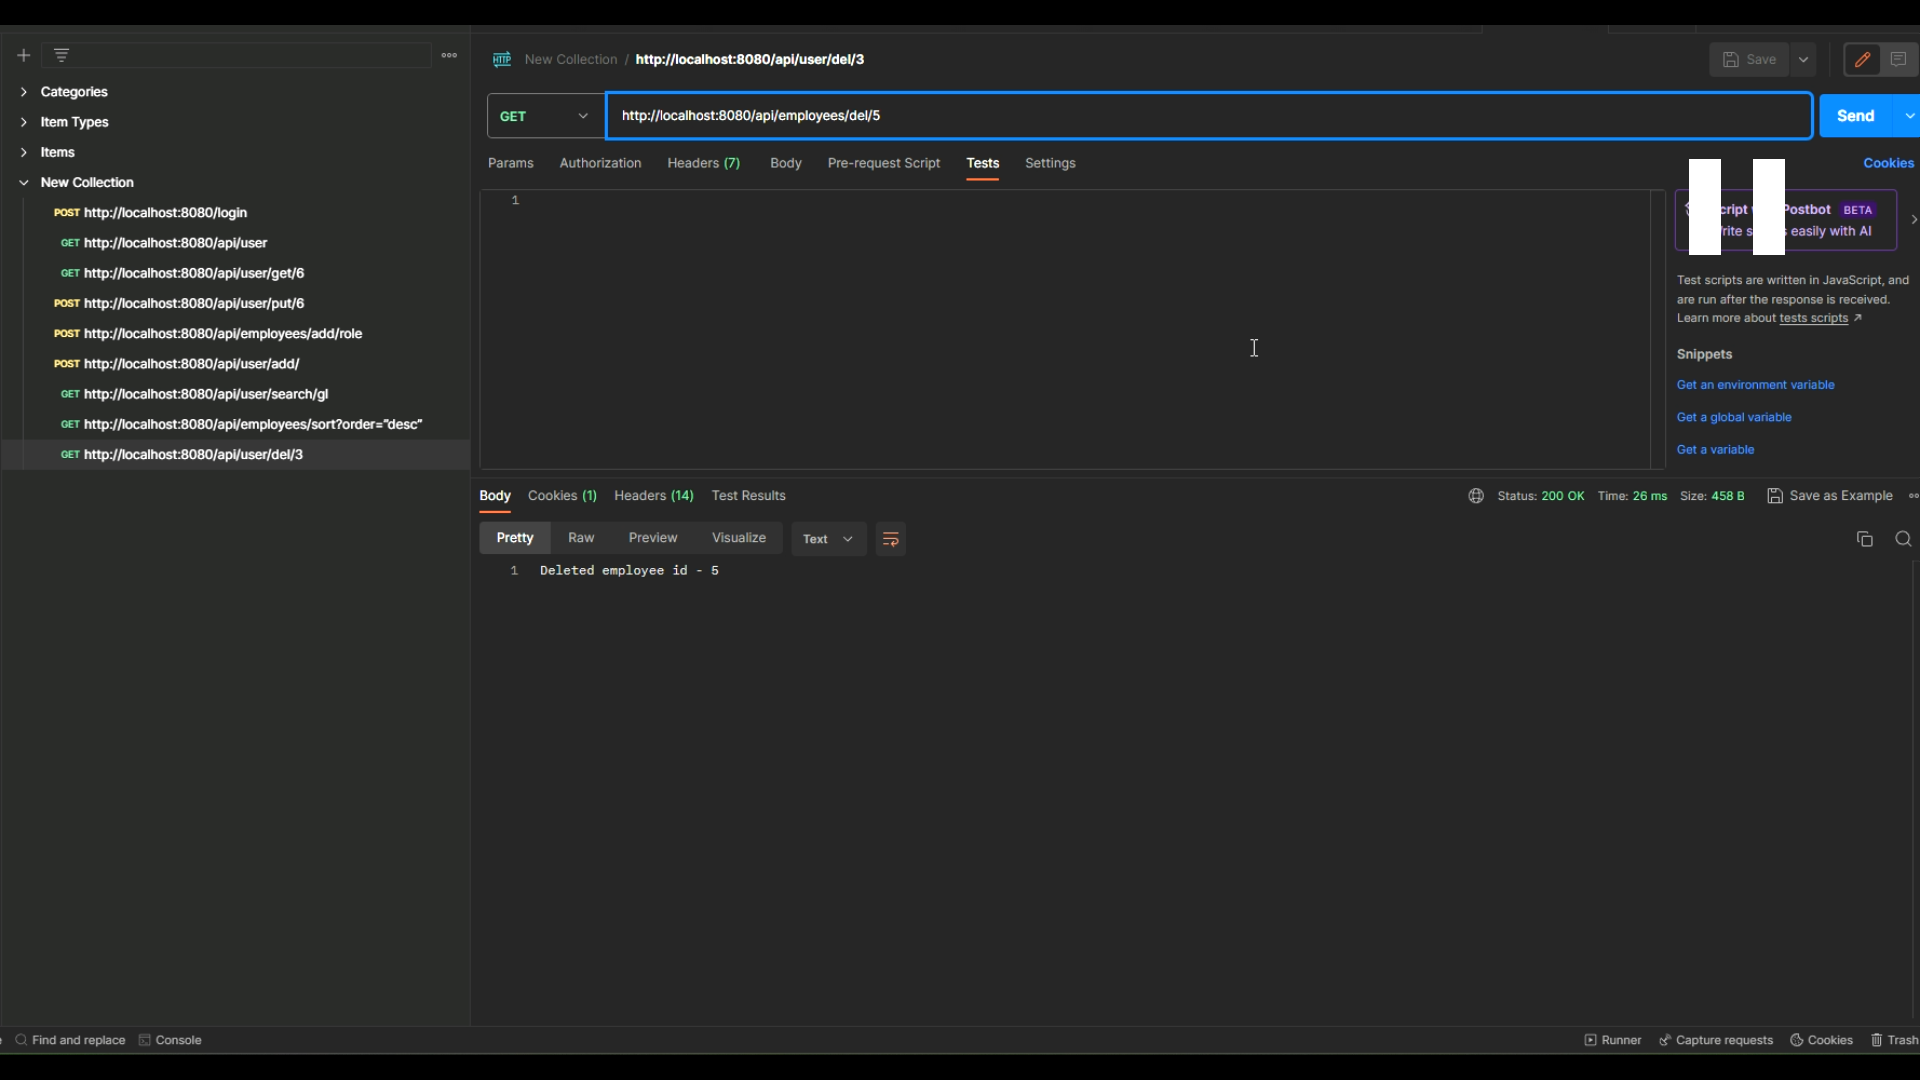 Categories
Item Types
Items
New Collection
POST http://localhost:8080/login
GET http://localhost:8080/api/user
GET http://localhost:8080/api/user/get/6
POST http://localhost:8080/api/user/put/6
POST http://localhost:8080/api/employees/add/role
POST http://localhost:8080/api/user/add/
GET http://localhost:8080/api/user/search/gl
GET http://localhost:8080/api/employees/sort?order="desc"
GET http://localhost:8080/api/user/del/3
HTTP New Collection / http://localhost:8080/api/user/del/3
Save
GET http://localhost:8080/api/employees/del/5
Send
Params Authorization Headers (7) Body Pre-request Script Tests Settings
Cookies
1
Postbot BETA
easily with AI
Test scripts are written in JavaScript, and
are run after the response is received.
Learn more about tests scripts
Snippets
Get an environment variable
Get a global variable
Get a variable
Body Cookies (1) Headers (14) Test Results
Status: 200 OK Time: 26 ms Size: 458 B Save as Example
Pretty Raw Preview Visualize Text
1 Deleted employee id - 5
Find and replace Console
Runner Capture requests Cookies Trash